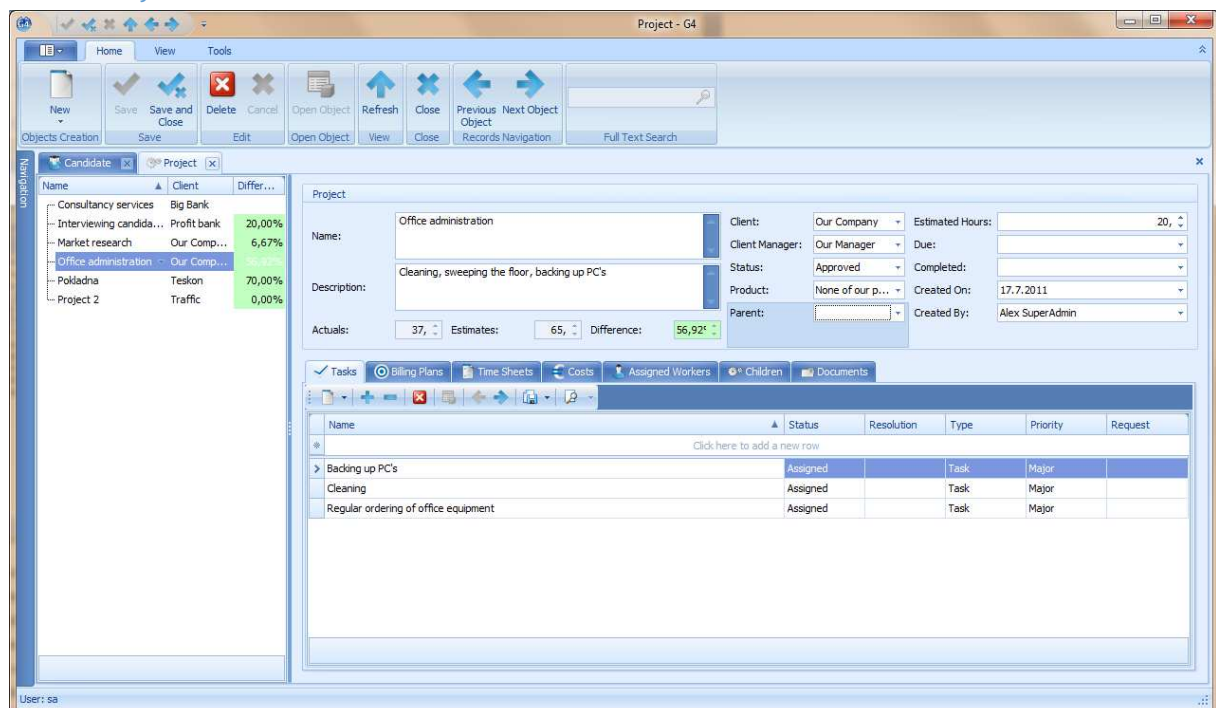 Project - G4
Home View Tools
New Save Save and Close Delete Cancel Open Object Refresh Close Previous Object Next Object
Objects Creation Save Edit Open Object View Close Records Navigation Full Text Search
Navigation
Candidate Project
Name Client Differ...
Consultancy services Big Bank
Interviewing candida... Profit bank 20,00%
Market research Our Comp... 6,67%
Office administration Our Comp... 56,92%
Pokladna Teskon 70,00%
Project 2 Traffic 0,00%
Project
Name: Office administration
Description: Cleaning, sweeping the floor, backing up PC's
Actuals: 37, Estimates: 65, Difference: 56,92
Client: Our Company Estimated Hours: 20,
Client Manager: Our Manager Due:
Status: Approved Completed:
Product: None of our p... Created On: 17.7.2011
Parent: Created By: Alex SuperAdmin
Tasks Billing Plans Time Sheets Costs Assigned Workers Children Documents
Name Status Resolution Type Priority Request
Click here to add a new row
Backing up PC's Assigned Task Major
Cleaning Assigned Task Major
Regular ordering of office equipment Assigned Task Major
User: sa